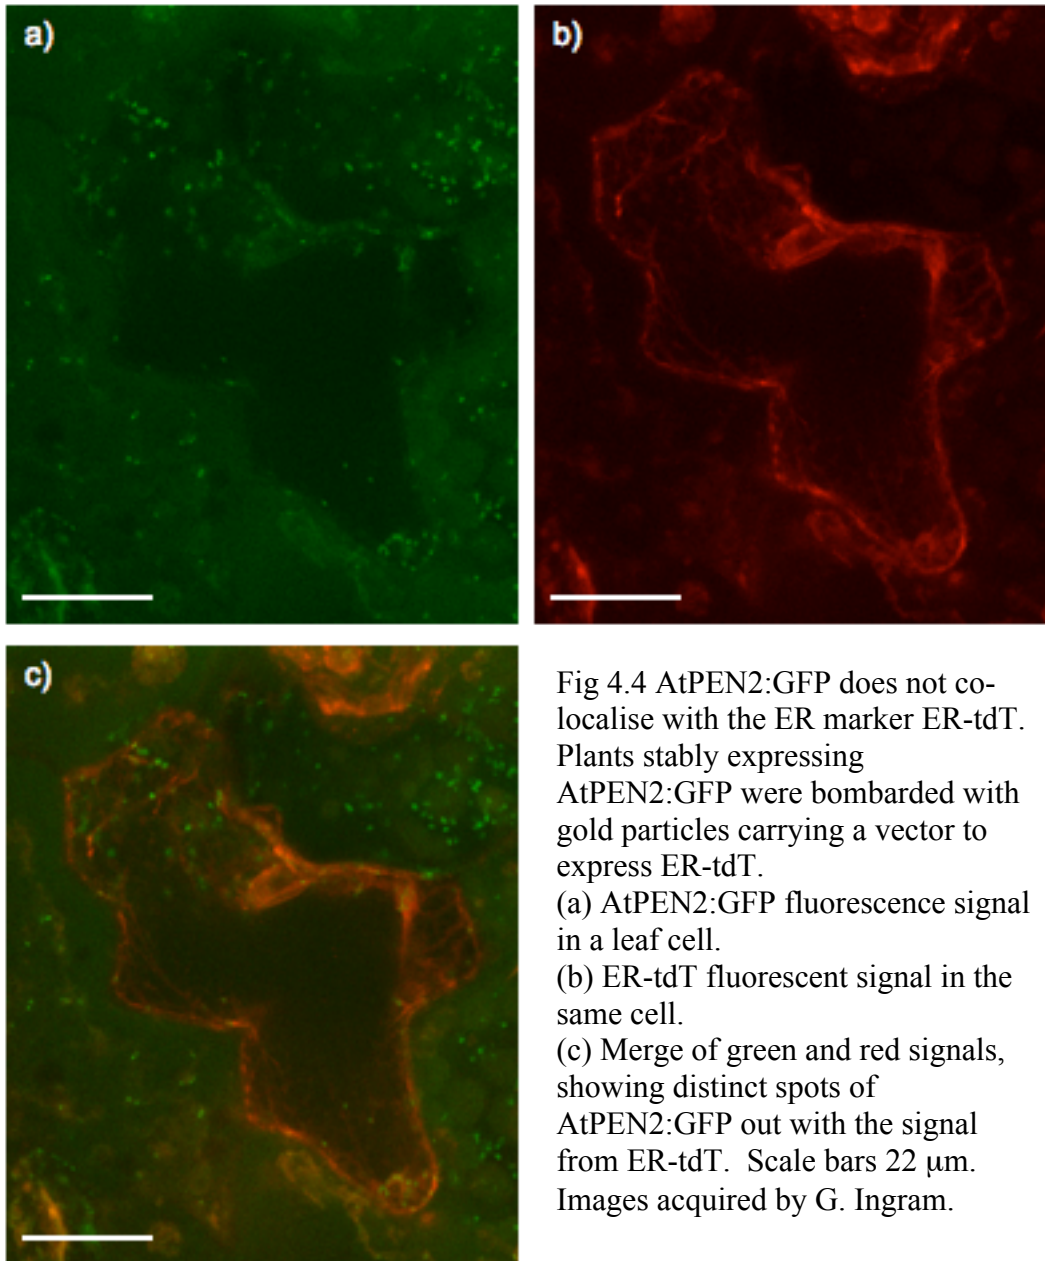 a)
b)
c)
Fig 4.4 AtPEN2:GFP does not co-
localise with the ER marker ER-tdT.
Plants stably expressing
AtPEN2:GFP were bombarded with
gold particles carrying a vector to
express ER-tdT.
(a) AtPEN2:GFP fluorescence signal
in a leaf cell.
(b) ER-tdT fluorescent signal in the
same cell.
(c) Merge of green and red signals,
showing distinct spots of
AtPEN2:GFP out with the signal
from ER-tdT.  Scale bars 22 μm.
Images acquired by G. Ingram.